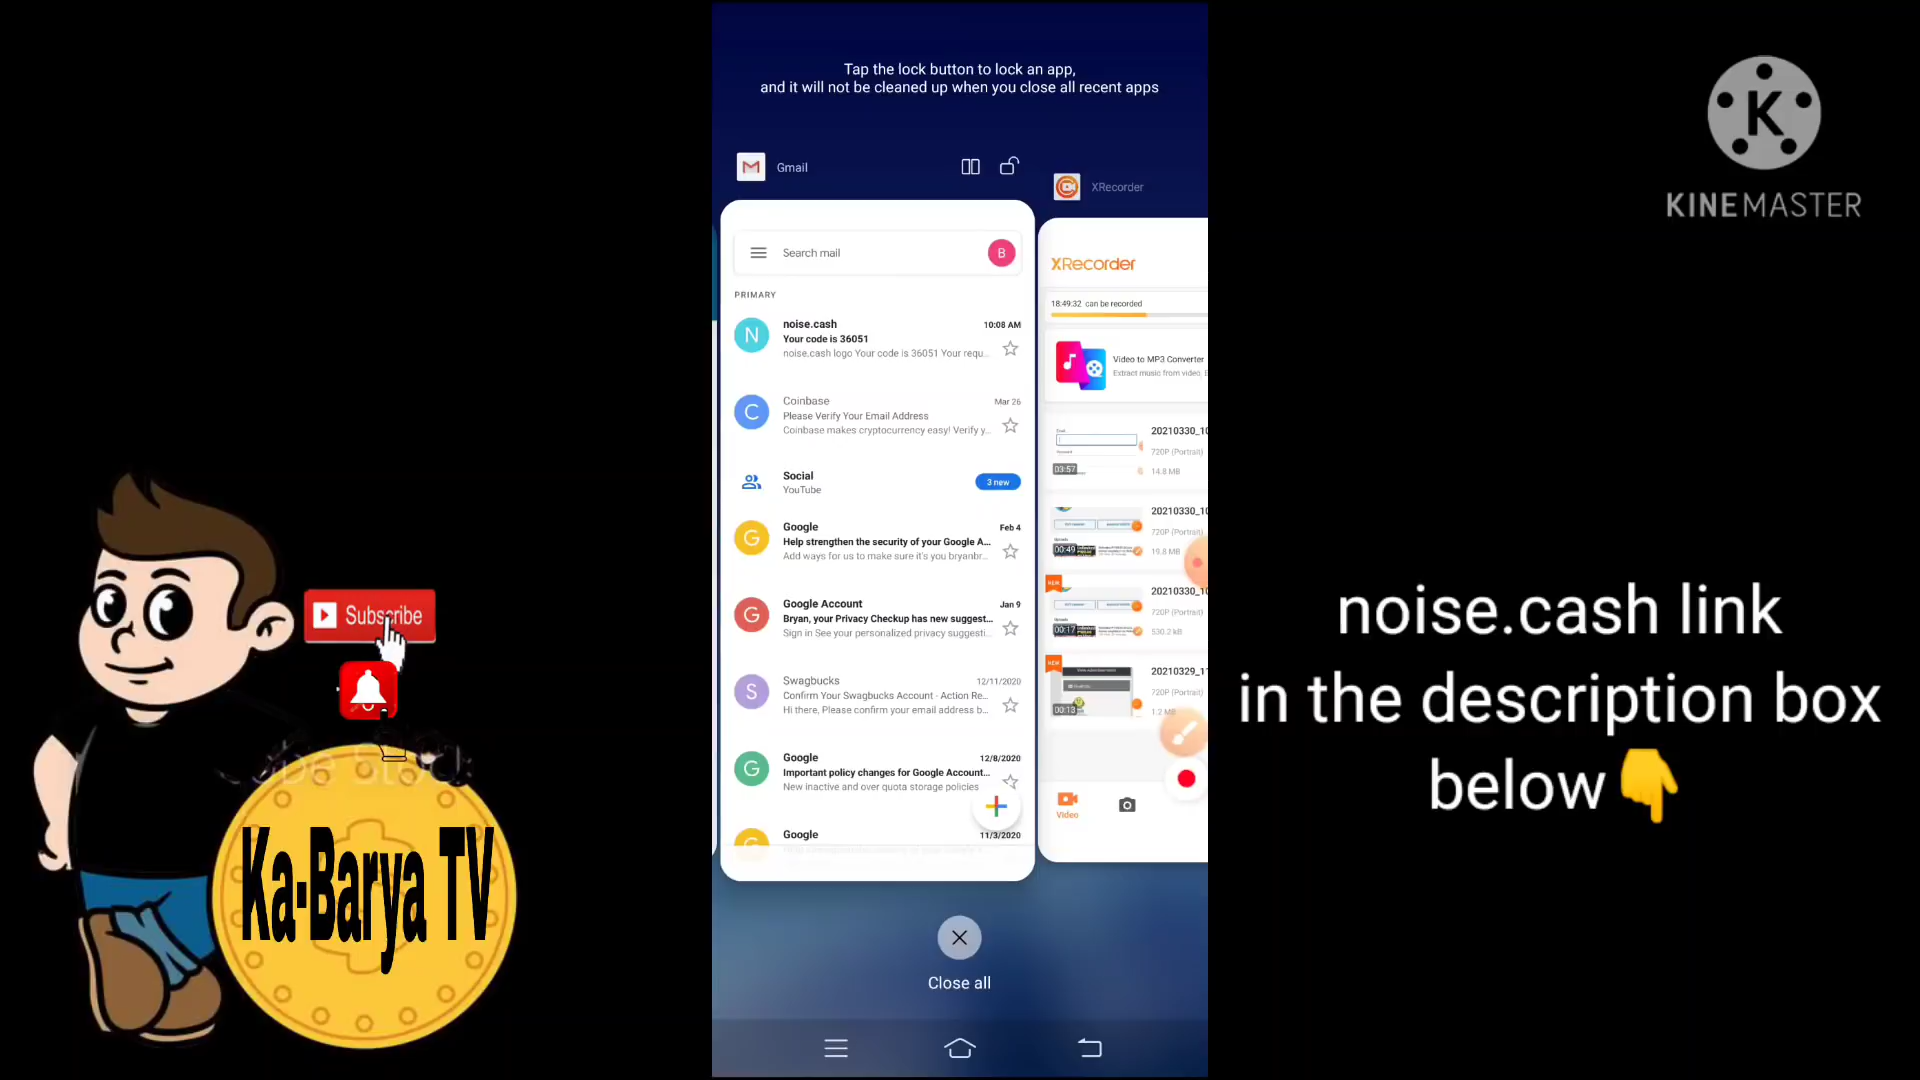 Tap the lock button to lock an app,
and it will not be cleaned up when you close all recent apps
Gmail
Search mail
B
PRIMARY
N
noise.cash
10:08 AM
Your code is 36051
noise.cash logo Your code is 36051 Your requ...
C
Coinbase
Mar 26
Please Verify Your Email Address
Coinbase makes cryptocurrency easy! Verify y...
Social
YouTube
3 new
G
Google
Feb 4
Help strengthen the security of your Google A...
Add ways for us to make sure it's you bryanbr...
G
Google Account
Jan 9
Bryan, your Privacy Checkup has new suggest...
Sign in See your personalized privacy suggesti...
S
Swagbucks
12/11/2020
Confirm Your Swagbucks Account - Action Re...
Hi there, Please confirm your email address b...
G
Google
12/8/2020
Important policy changes for Google Account...
New inactive and over quota storage policies
Google
11/3/2020
XRecorder
XRecorder
18:49:32 can be recorded
Video to MP3 Converter
Extract music from video,
20210330_10
720P (Portrait)
14.8 MB
03:57
20210330_10
720P (Portrait)
19.8 MB
00:49
NEW
20210330_10
720P (Portrait)
530.2 kB
00:17
NEW
20210329_1
720P (Portrait)
1.2 MB
00:13
Video
Close all
K
KINEMASTER
Subscribe
Ka-Barya TV
noise.cash link
in the description box
below